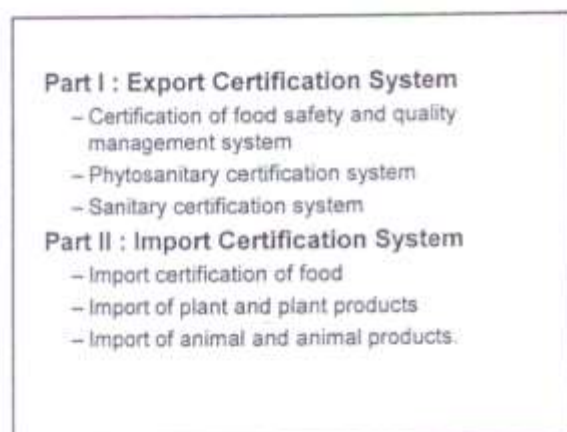 Part I : Export Certification System
– Certification of food safety and quality
management system
– Phytosanitary certification system
– Sanitary certification system
Part II : Import Certification System
– Import certification of food
– Import of plant and plant products
– Import of animal and animal products.